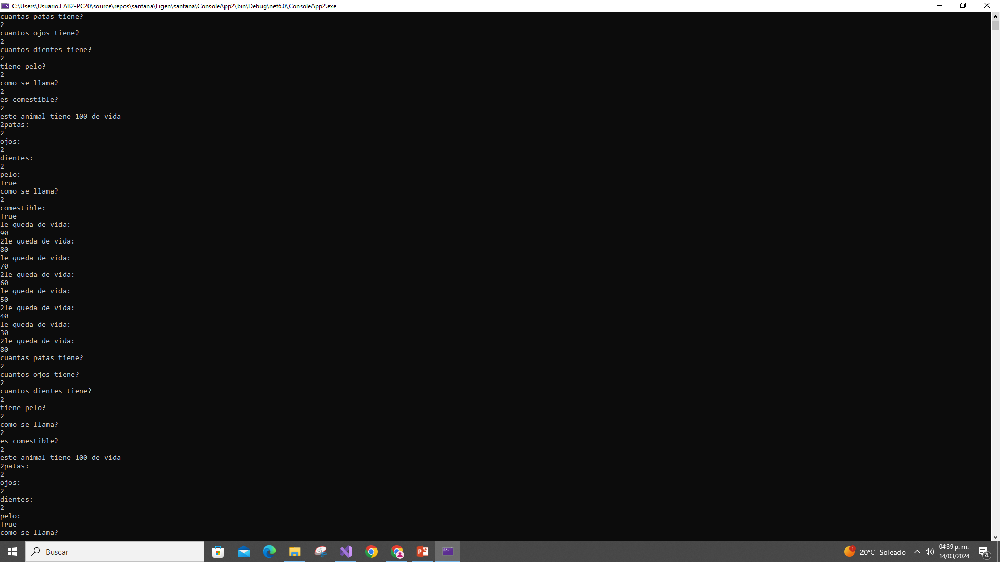 C:\Users\Usuario.LAB2-PC20\source\repos\santana\Eigen\santana\ConsoleApp2\bin\Debug\net6.0\ConsoleApp2.exe
cuantas patas tiene?
2
cuantos ojos tiene?
2
cuantos dientes tiene?
2
tiene pelo?
2
como se llama?
2
es comestible?
2
este animal tiene 100 de vida
2patas:
2
ojos:
2
dientes:
2
pelo:
True
como se llama?
2
comestible:
True
le queda de vida:
90
2le queda de vida:
80
le queda de vida:
70
2le queda de vida:
60
le queda de vida:
50
2le queda de vida:
40
le queda de vida:
30
2le queda de vida:
80
cuantas patas tiene?
2
cuantos ojos tiene?
2
cuantos dientes tiene?
2
tiene pelo?
2
como se llama?
2
es comestible?
2
este animal tiene 100 de vida
2patas:
2
ojos:
2
dientes:
2
pelo:
True
como se llama?
Buscar
1
20°C Soleado
04:39 p. m.
14/03/2024
4